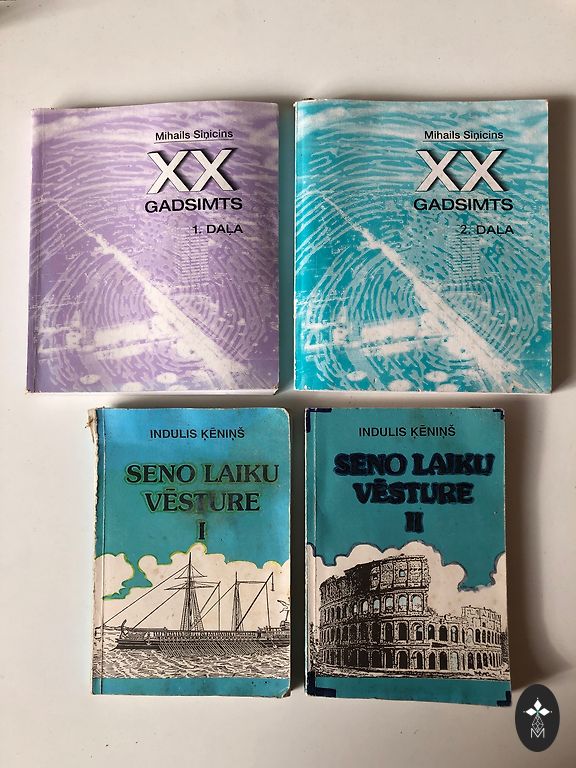 Mihails Siņicins
XX
GADSIMTS
1. DAĻA
Mihails Siņicins
XX
GADSIMTS
2. DAĻA
INDULIS ĶĒNIŅŠ
SENO LAIKU
VĒSTURE
I
INDULIS ĶĒNIŅŠ
SENO LAIKU
VĒSTURE
II
M